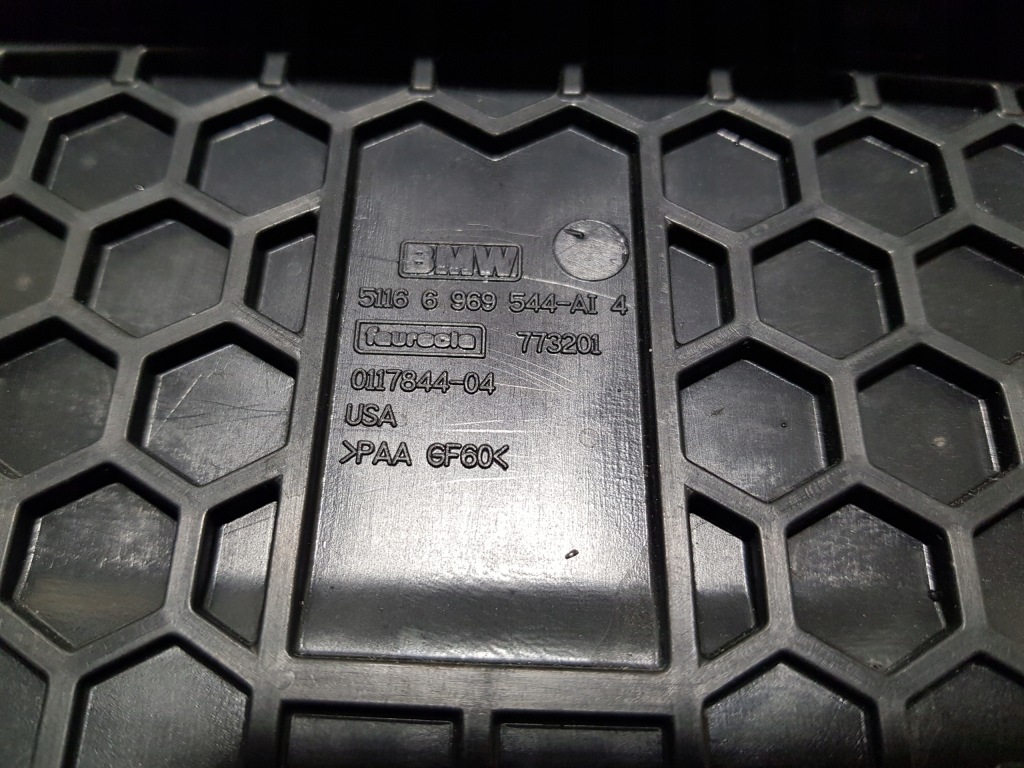 BMW
5116 6 969 544-AI 4
faurecia 773201
0117844-04
USA
>PAA GF60<